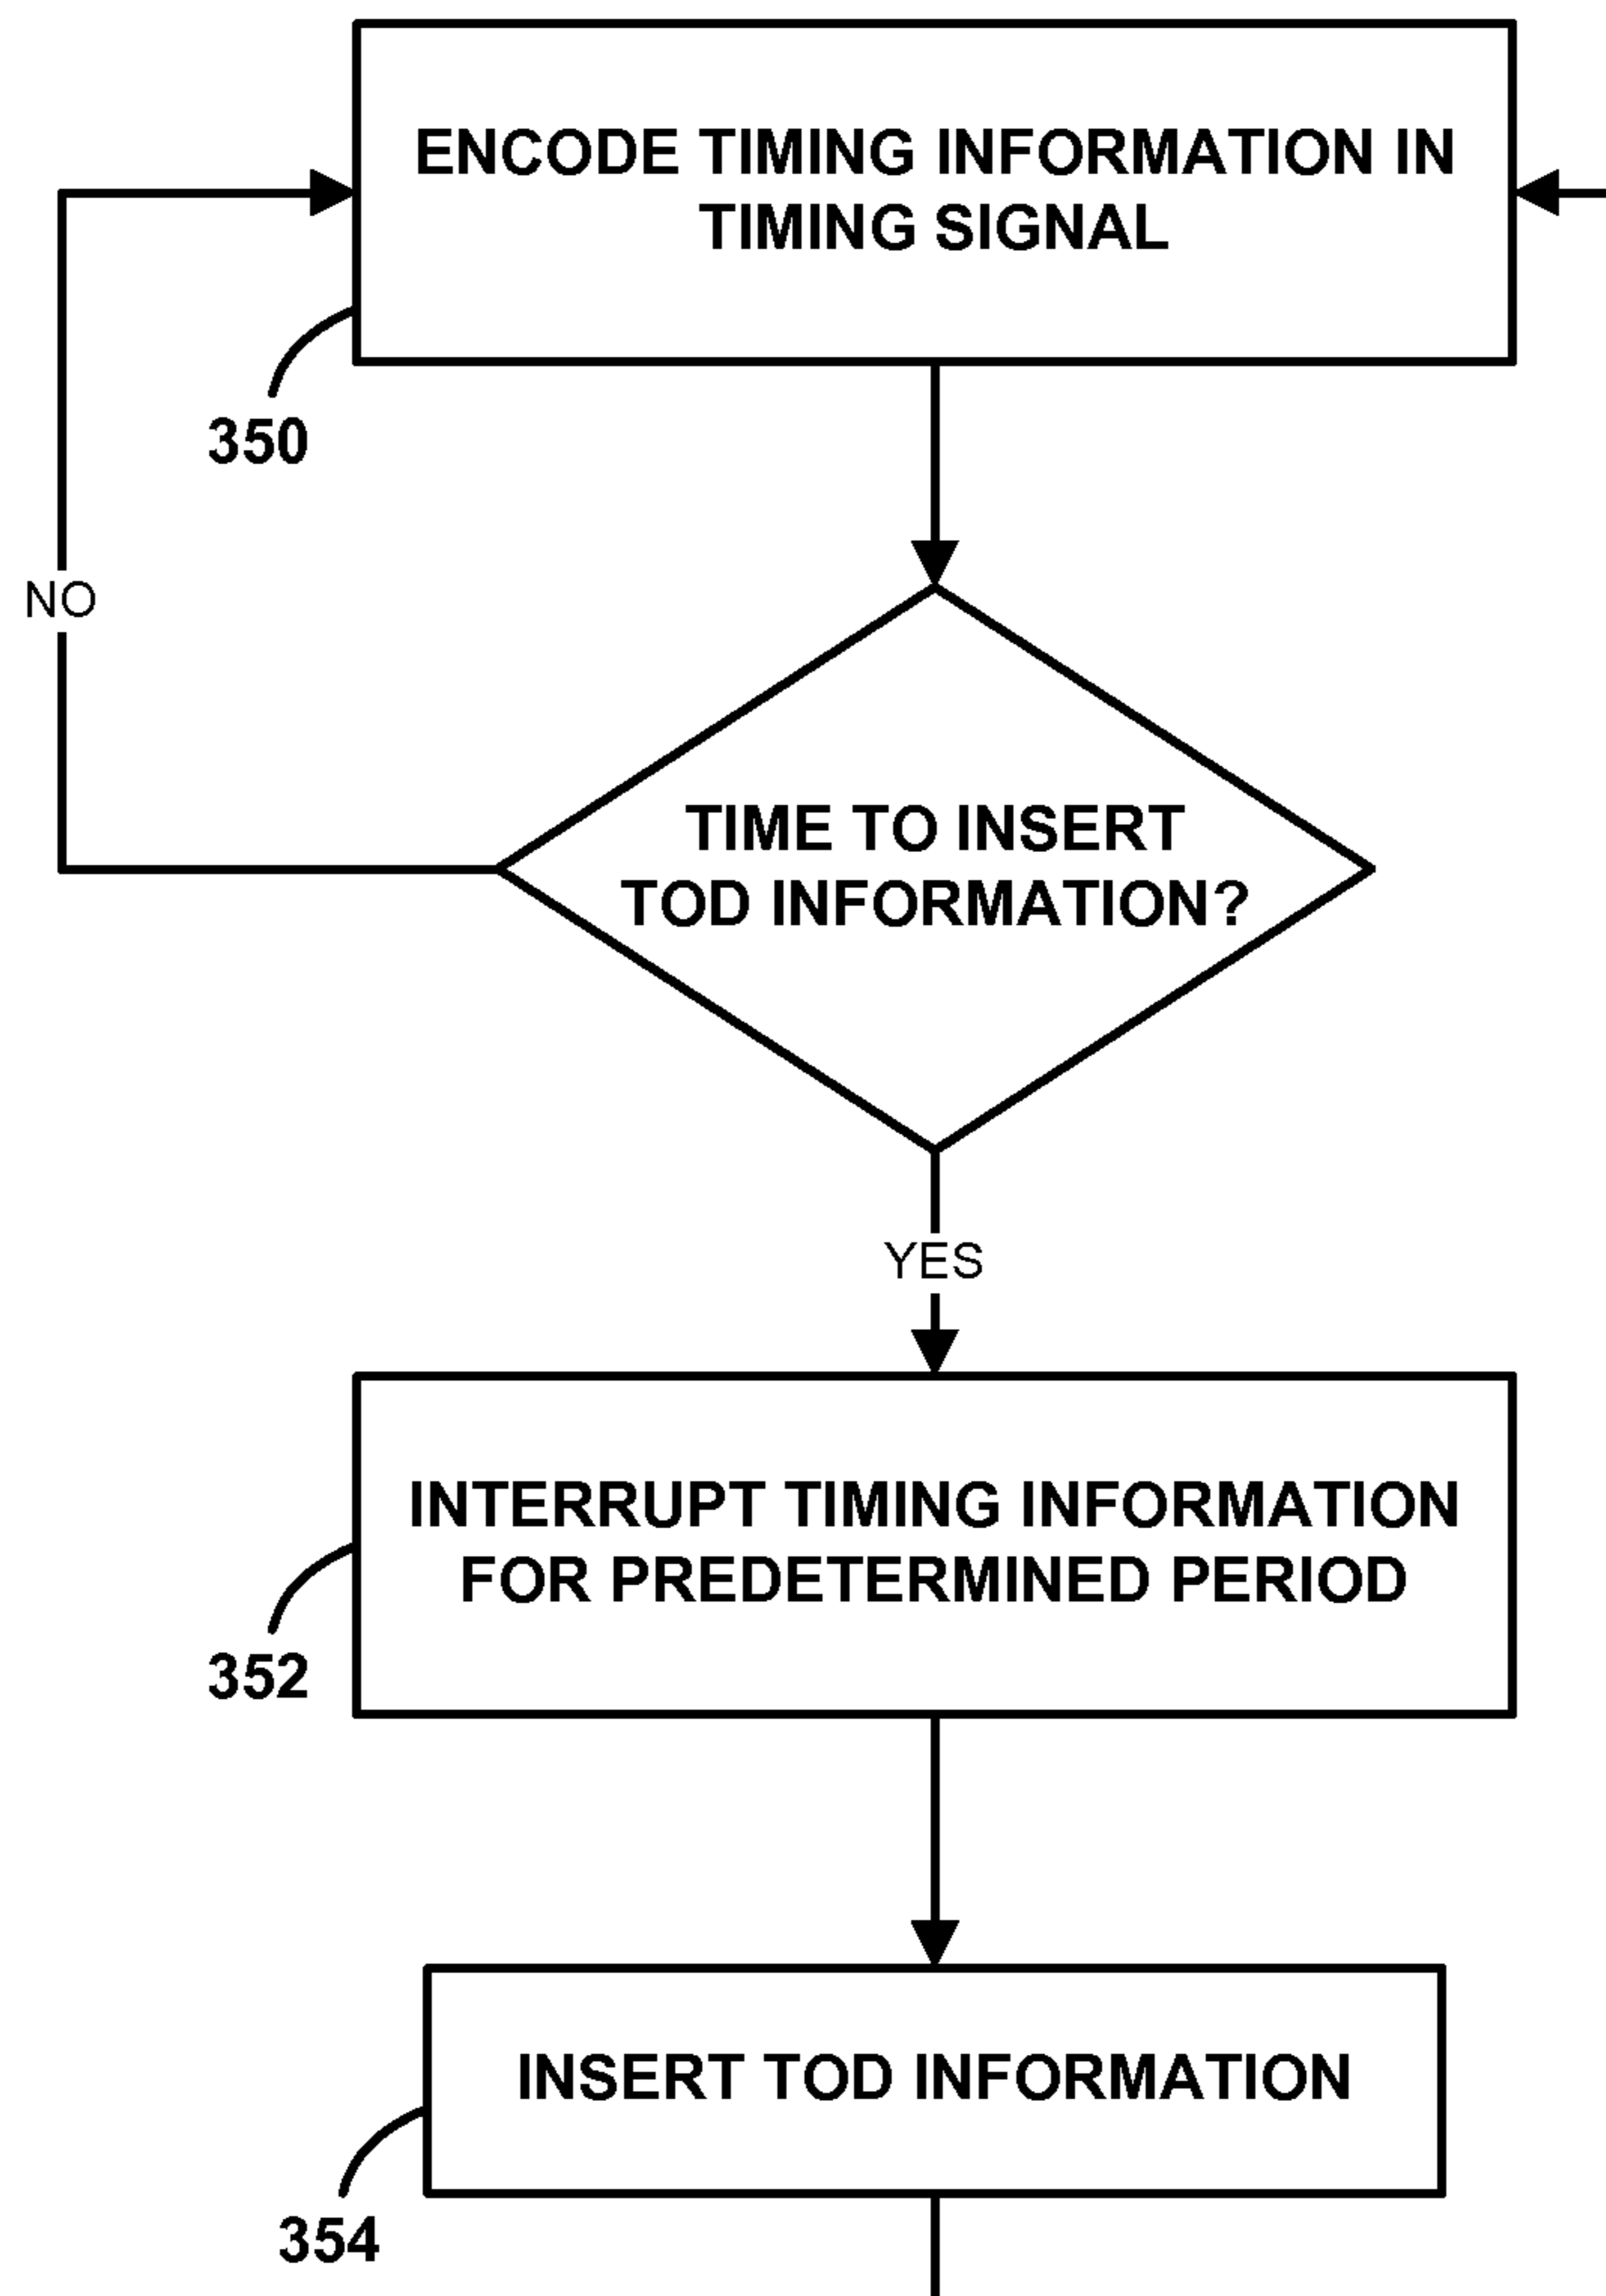 ENCODE TIMING INFORMATION IN
TIMING SIGNAL
350
NO
TIME TO INSERT
TOD INFORMATION?
YES
INTERRUPT TIMING INFORMATION
FOR PREDETERMINED PERIOD
352
INSERT TOD INFORMATION
354